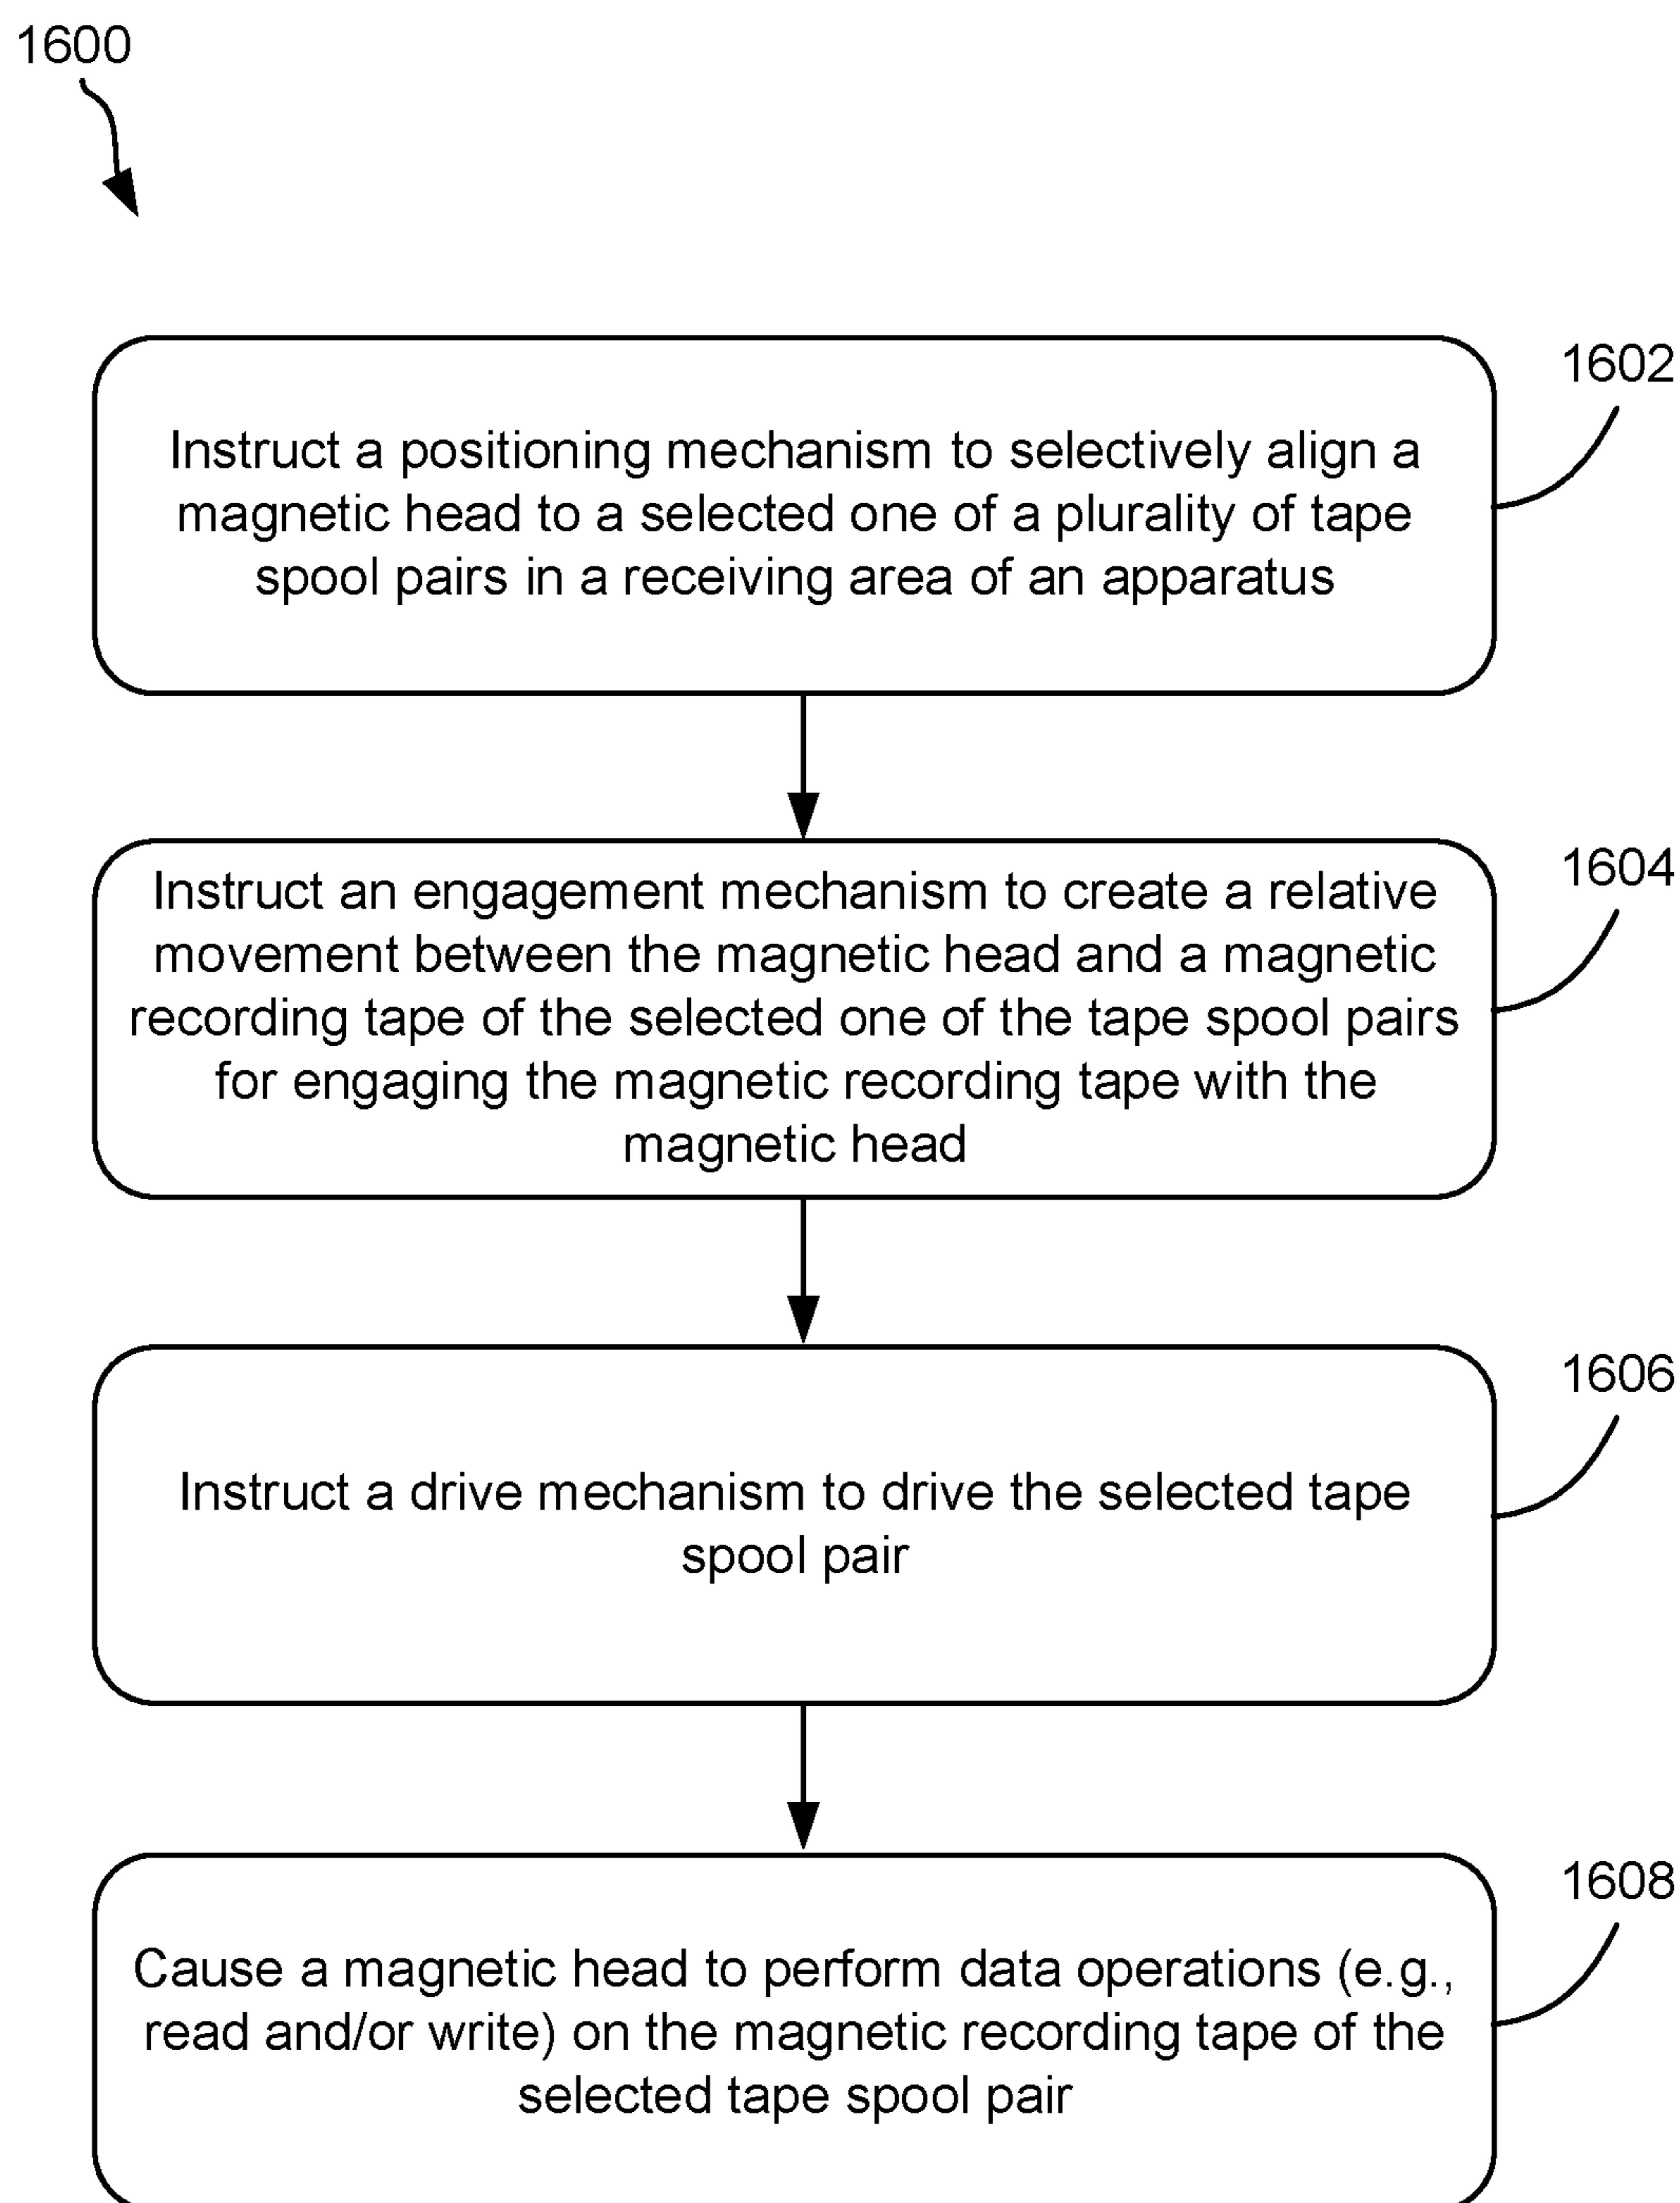 1600
1602
Instruct a positioning mechanism to selectively align a
magnetic head to a selected one of a plurality of tape
spool pairs in a receiving area of an apparatus
1604
Instruct an engagement mechanism to create a relative
movement between the magnetic head and a magnetic
recording tape of the selected one of the tape spool pairs
for engaging the magnetic recording tape with the
magnetic head
1606
Instruct a drive mechanism to drive the selected tape
spool pair
1608
Cause a magnetic head to perform data operations (e.g.,
read and/or write) on the magnetic recording tape of the
selected tape spool pair